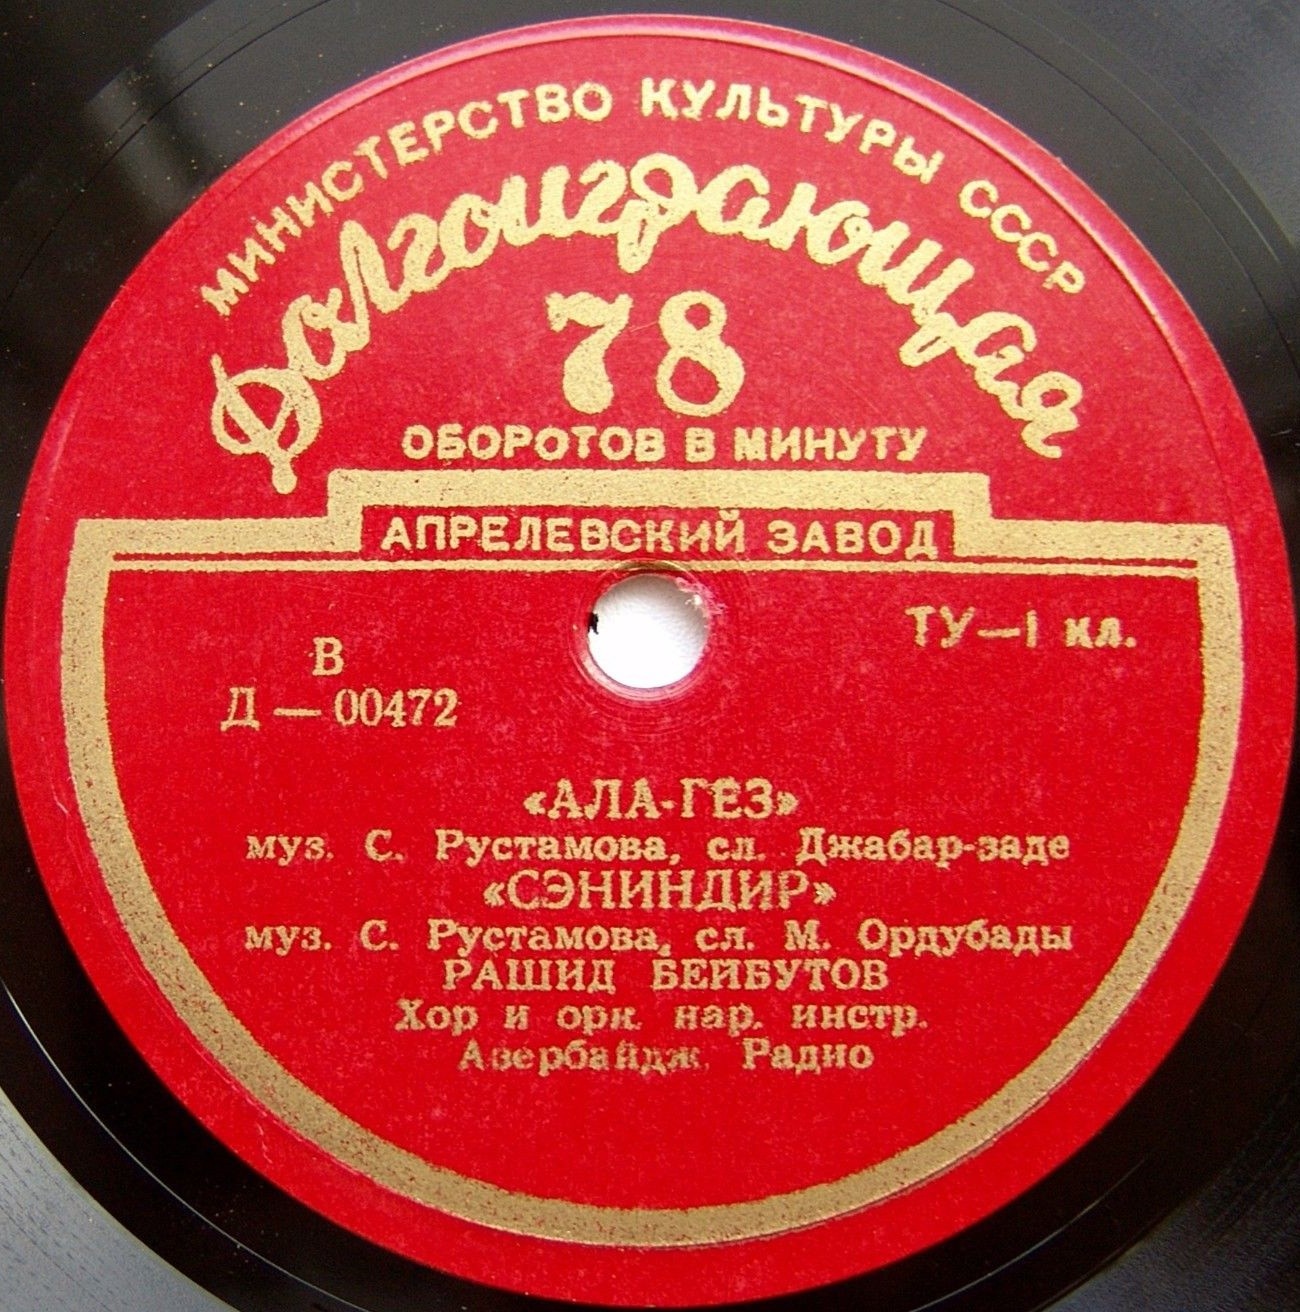 МИНИСТЕРСТВО КУЛЬТУРЫ СССР
Долгоиграющая
78
ОБОРОТОВ В МИНУТУ
АПРЕЛЕВСКИЙ ЗАВОД
ТУ—1 кл.
В
Д — 00472
«АЛА-ГЕЗ»
муз. С. Рустамова, сл. Джабар-заде
«СЭНИНДИР»
муз. С. Рустамова, сл. М. Ордубады
РАШИД БЕЙБУТОВ
Хор и орк. нар. инстр.
Азербайдж. Радио